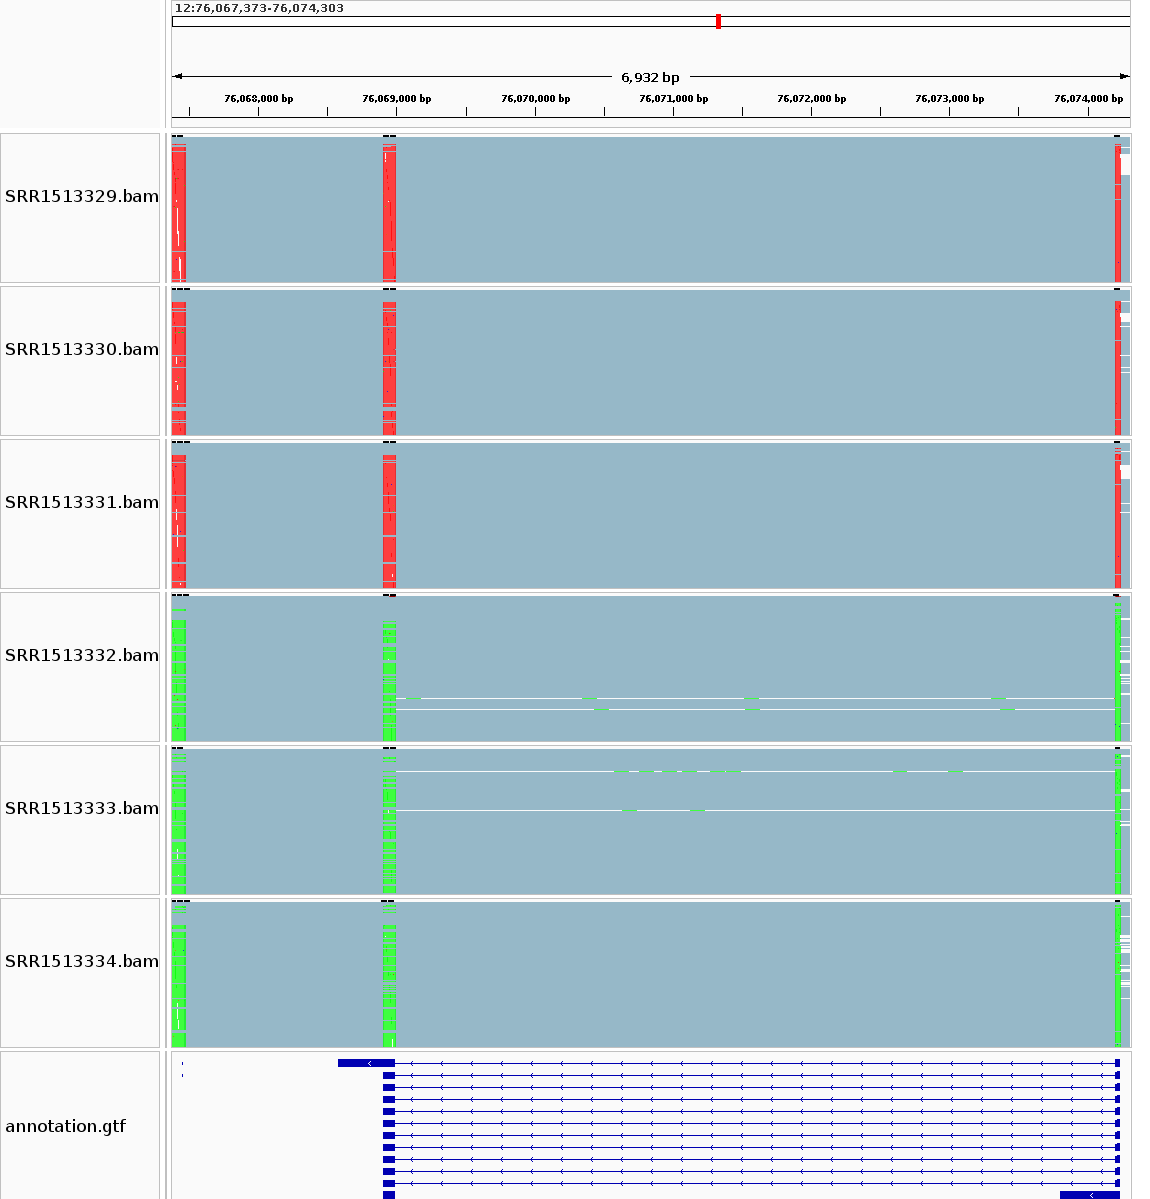 12:76,067,373-76,074,303
6,932 bp
76,068,000 bp 76,069,000 bp 76,070,000 bp 76,071,000 bp 76,072,000 bp 76,073,000 bp 76,074,000 bp
SRR1513329.bam
SRR1513330.bam
SRR1513331.bam
SRR1513332.bam
SRR1513333.bam
SRR1513334.bam
annotation.gtf